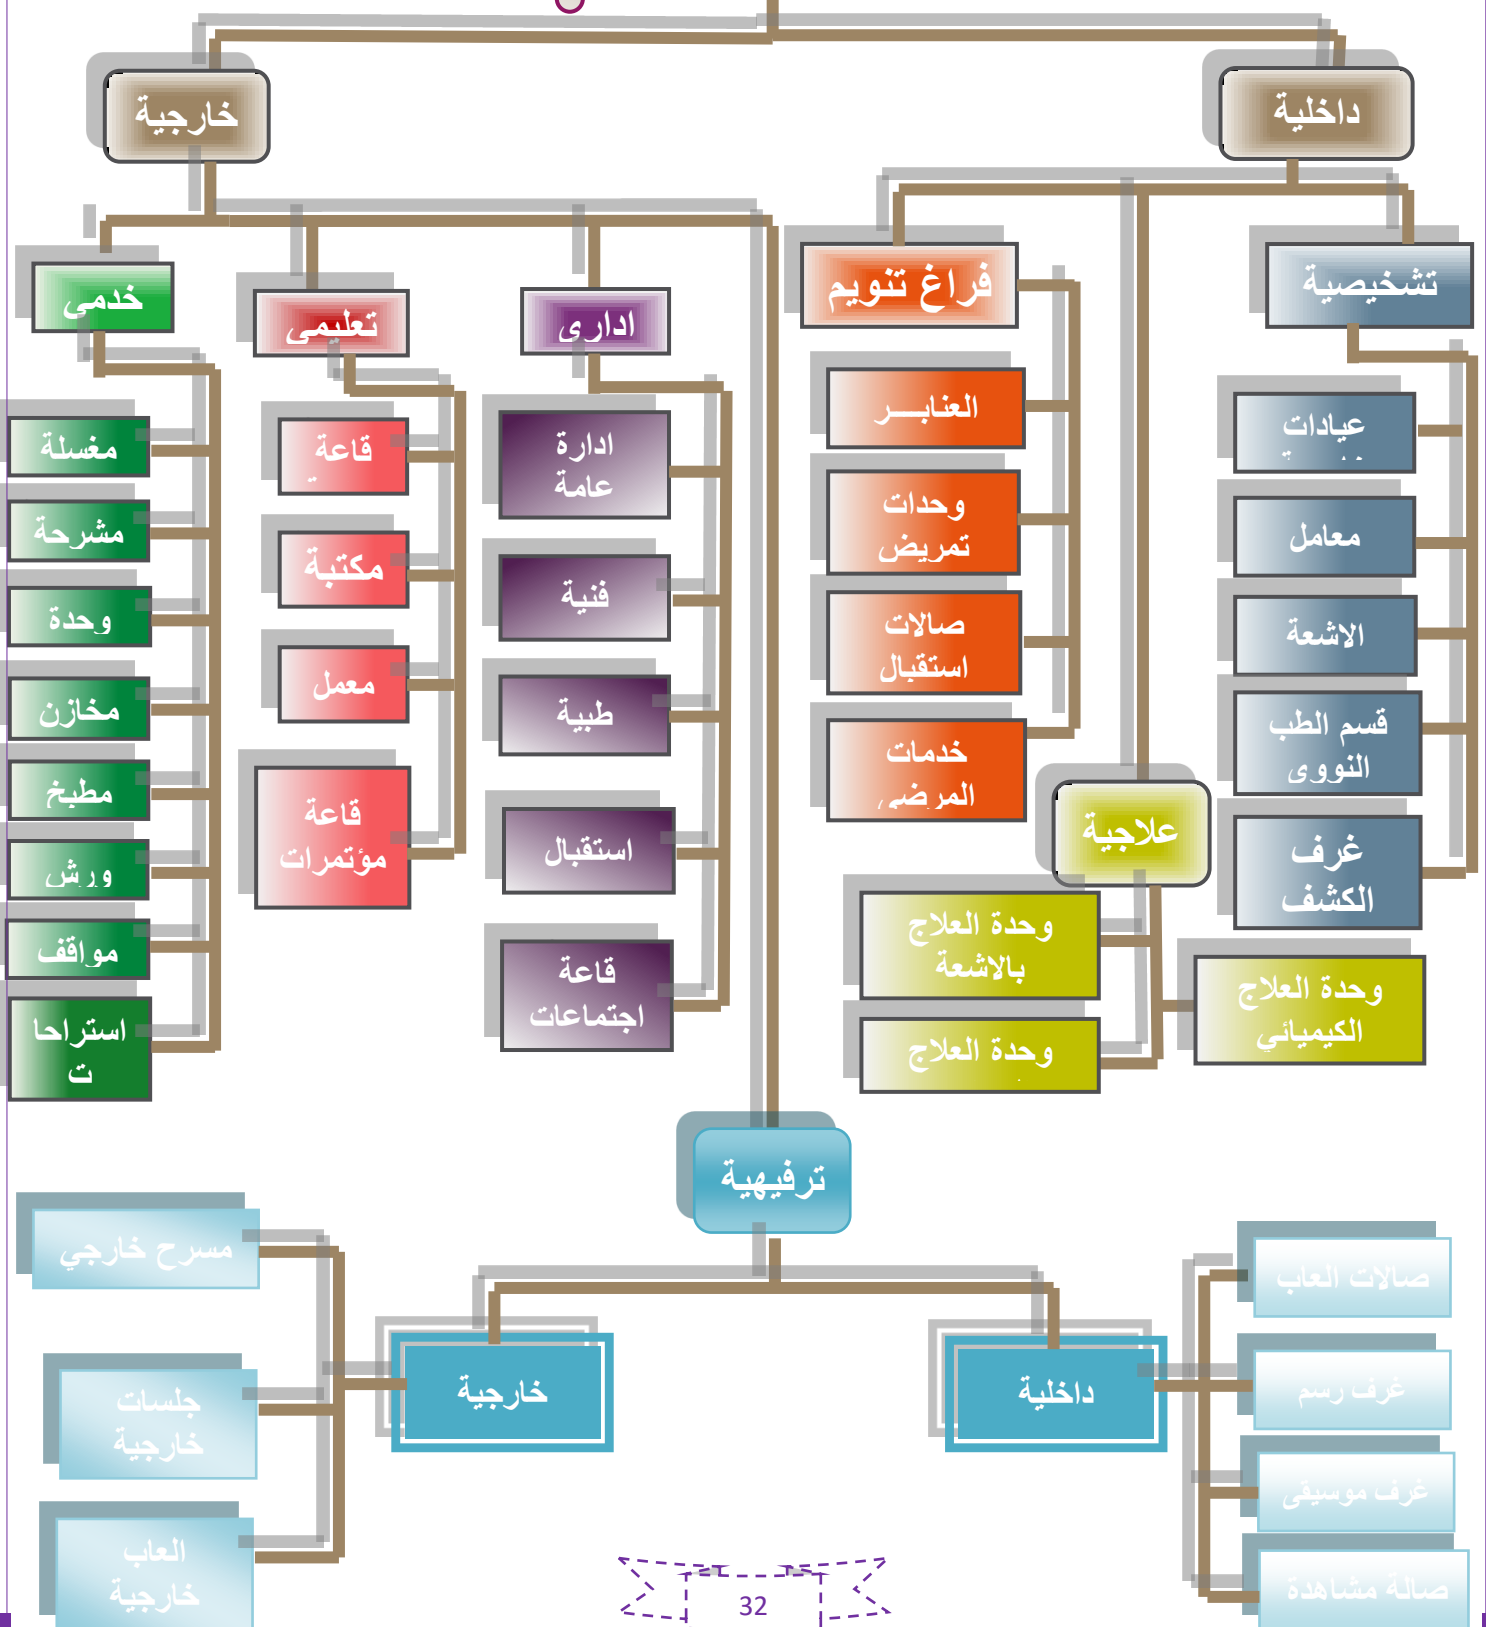 داخلية
خارجية
تشخيصية
عيادات
معامل
الاشعة
قسم الطب
النووى
غرف
الكشف
فراغ تنويم
العنابـــر
وحدات
تمريض
صالات
استقبال
خدمات
المرضى
علاجية
وحدة العلاج
بالاشعة
وحدة العلاج
وحدة العلاج
الكيميائي
ادارى
ادارة
عامة
فنية
طبية
استقبال
قاعة
اجتماعات
تعليمى
قاعة
مكتبة
معمل
قاعة
مؤتمرات
خدمى
مغسلة
مشرحة
وحدة
مخازن
مطبخ
ورش
مواقف
استراحا
ت
ترفيهية
داخلية
صالات العاب
غرف رسم
غرف موسيقى
صالة مشاهدة
خارجية
مسرح خارجي
جلسات
خارجية
العاب
خارجية
32